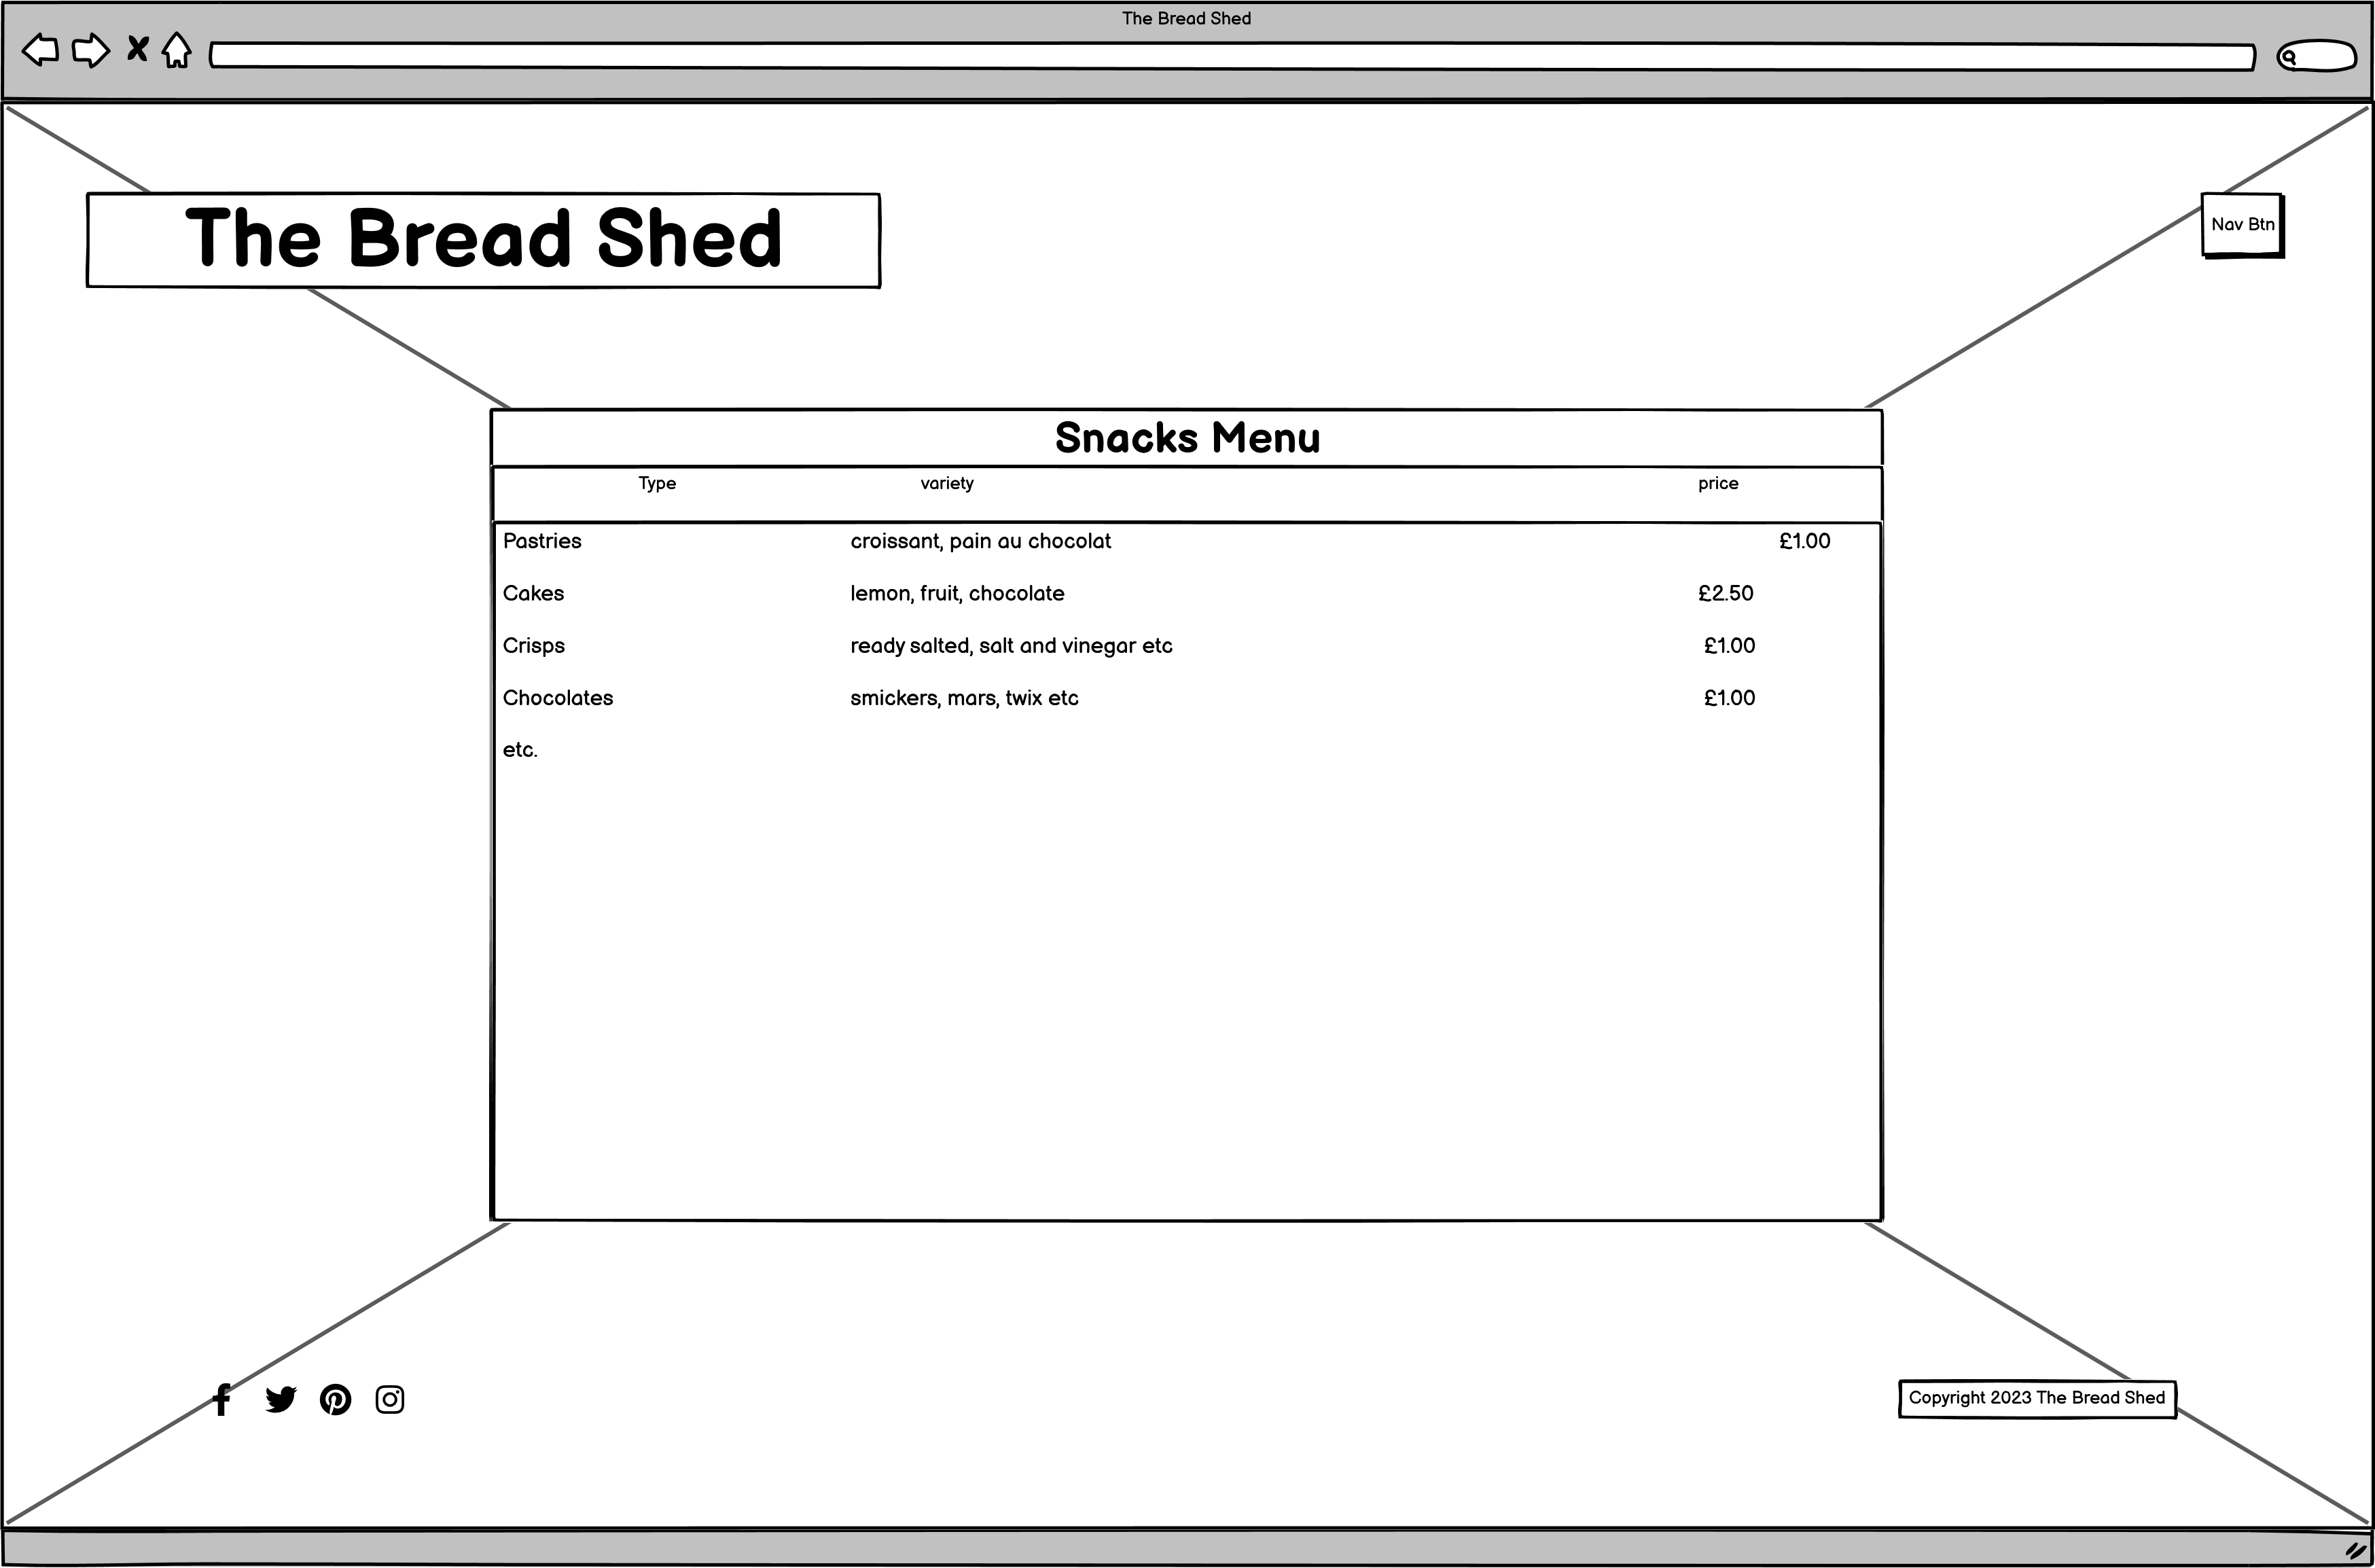 The Bread Shed
The Bread Shed
Nav Btn
Snacks Menu
Type variety price
Pastries croissant, pain au chocolat £1.00
Cakes lemon, fruit, chocolate £2.50
Crisps ready salted, salt and vinegar etc £1.00
Chocolates smickers, mars, twix etc £1.00
etc.
Copyright 2023 The Bread Shed